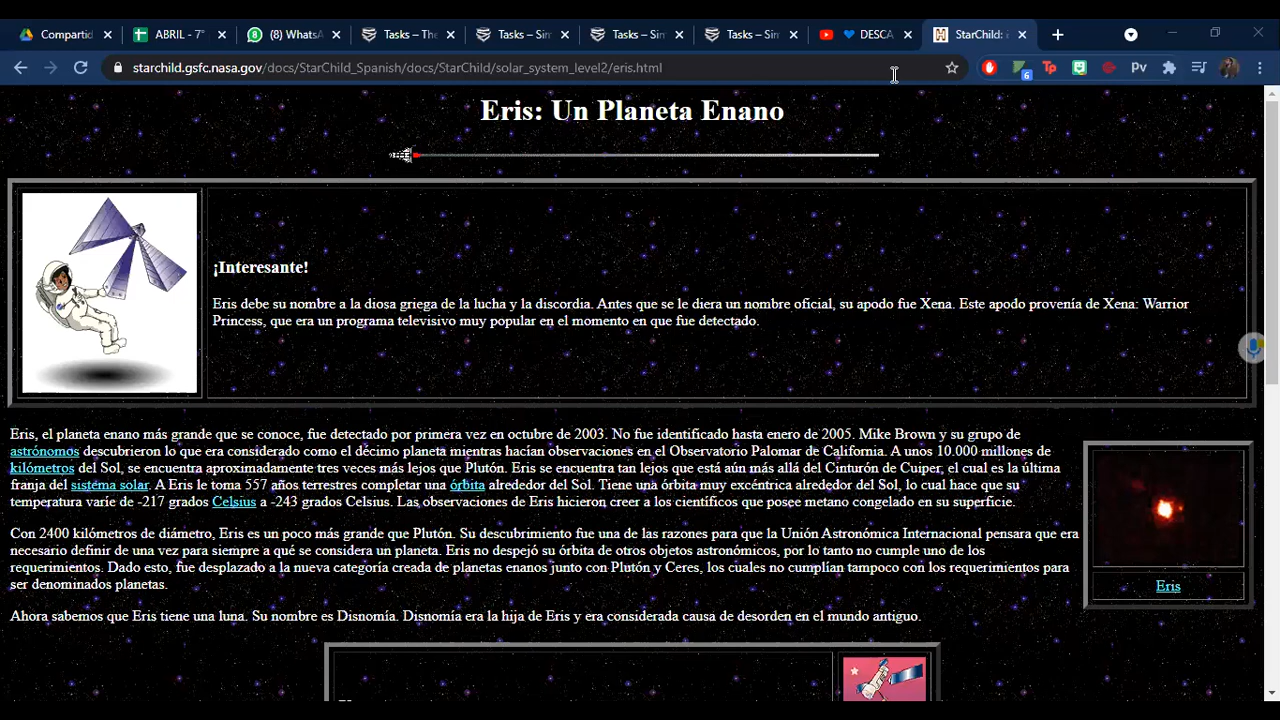 Compartid
ABRIL - 7°
(8) WhatsA
Tasks – The
Tasks – Sim
Tasks – Sim
Tasks – Sim
DESCA
StarChild:
starchild.gsfc.nasa.gov/docs/StarChild_Spanish/docs/StarChild/solar_system_level2/eris.html
6
Tp
Pv
Eris: Un Planeta Enano
¡Interesante!
Eris debe su nombre a la diosa griega de la lucha y la discordia. Antes que se le diera un nombre oficial, su apodo fue Xena. Este apodo provenía de Xena: Warrior
Princess, que era un programa televisivo muy popular en el momento en que fue detectado.
Eris, el planeta enano más grande que se conoce, fue detectado por primera vez en octubre de 2003. No fue identificado hasta enero de 2005. Mike Brown y su grupo de
astrónomos descubrieron lo que era considerado como el décimo planeta mientras hacían observaciones en el Observatorio Palomar de California. A unos 10.000 millones de
kilómetros del Sol, se encuentra aproximadamente tres veces más lejos que Plutón. Eris se encuentra tan lejos que está aún más allá del Cinturón de Cuiper, el cual es la última
franja del sistema solar. A Eris le toma 557 años terrestres completar una órbita alrededor del Sol. Tiene una órbita muy excéntrica alrededor del Sol, lo cual hace que su
temperatura varíe de -217 grados Celsius a -243 grados Celsius. Las observaciones de Eris hicieron creer a los científicos que posee metano congelado en su superficie.
Con 2400 kilómetros de diámetro, Eris es un poco más grande que Plutón. Su descubrimiento fue una de las razones para que la Unión Astronómica Internacional pensara que era
necesario definir de una vez para siempre a qué se considera un planeta. Eris no despejó su órbita de otros objetos astronómicos, por lo tanto no cumple uno de los
requerimientos. Dado esto, fue desplazado a la nueva categoría creada de planetas enanos junto con Plutón y Ceres, los cuales no cumplían tampoco con los requerimientos para
ser denominados planetas.
Eris
Ahora sabemos que Eris tiene una luna. Su nombre es Disnomía. Disnomía era la hija de Eris y era considerada causa de desorden en el mundo antiguo.